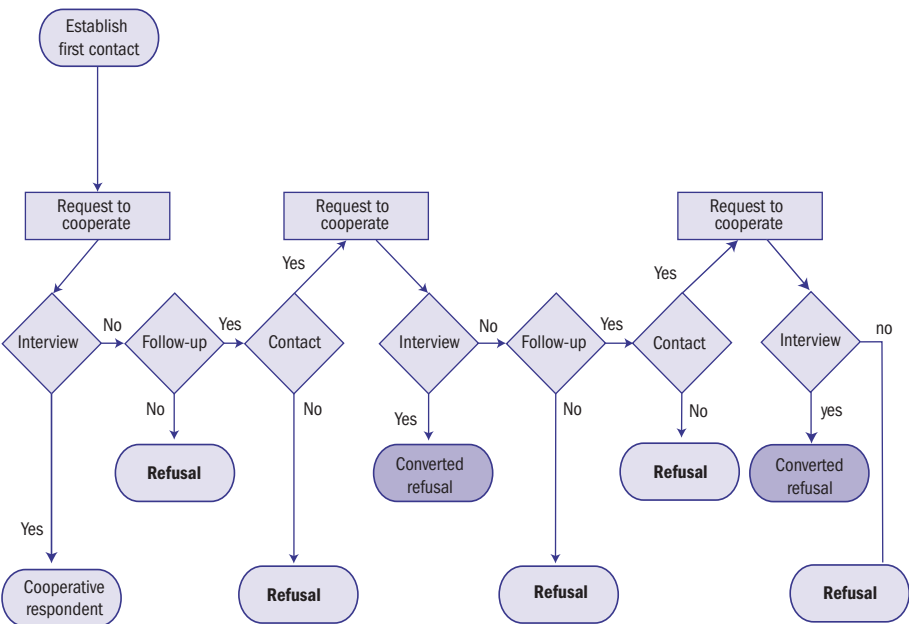 Establish
first contact
Request to
cooperate
Request to
cooperate
Request to
cooperate
Yes
Yes
Interview
No
Follow-up
Yes
Contact
Interview
No
Follow-up
Yes
Contact
Interview
no
No
No
Yes
No
No
yes
Refusal
Converted
refusal
Refusal
Converted
refusal
Yes
Cooperative
respondent
Refusal
Refusal
Refusal